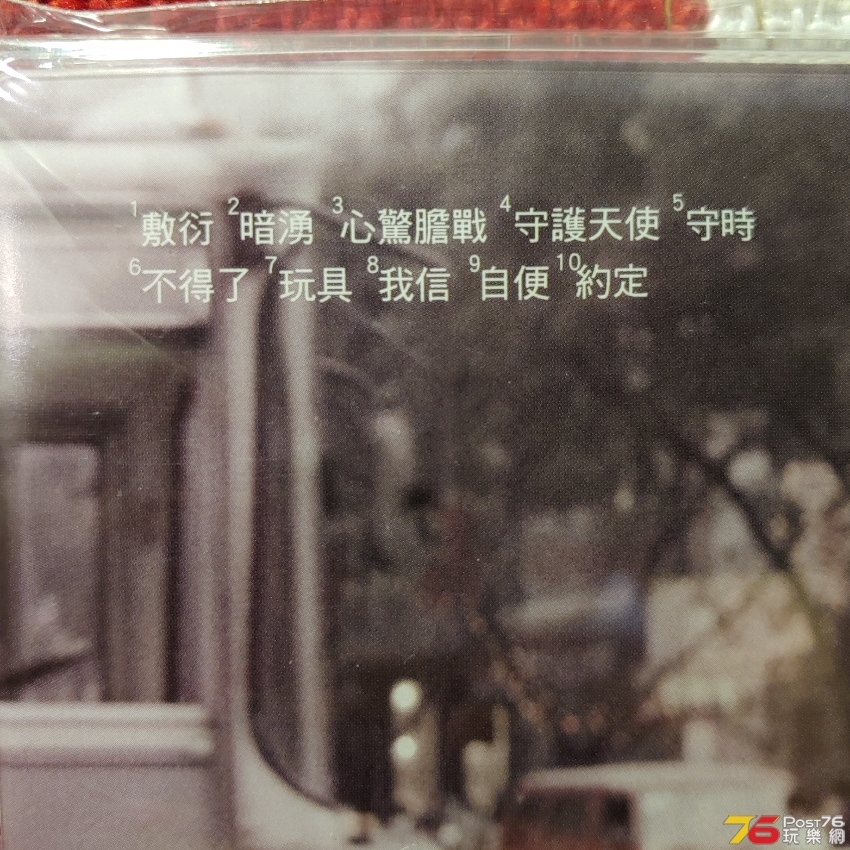 1敷衍 2暗湧 3心驚膽戰 4守護天使 5守時
6不得了 7玩具 8我信 9自便 10約定
76 POST76
玩樂網